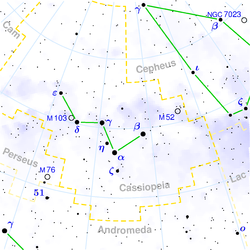 γ
NGC 7023
β
Cam
Cepheus
ι
ε
M 103
δ
γ
M 52
ζ
β
η
α
Lac
Perseus
ζ
M 76
Cassiopeia
51
γ
Andromeda